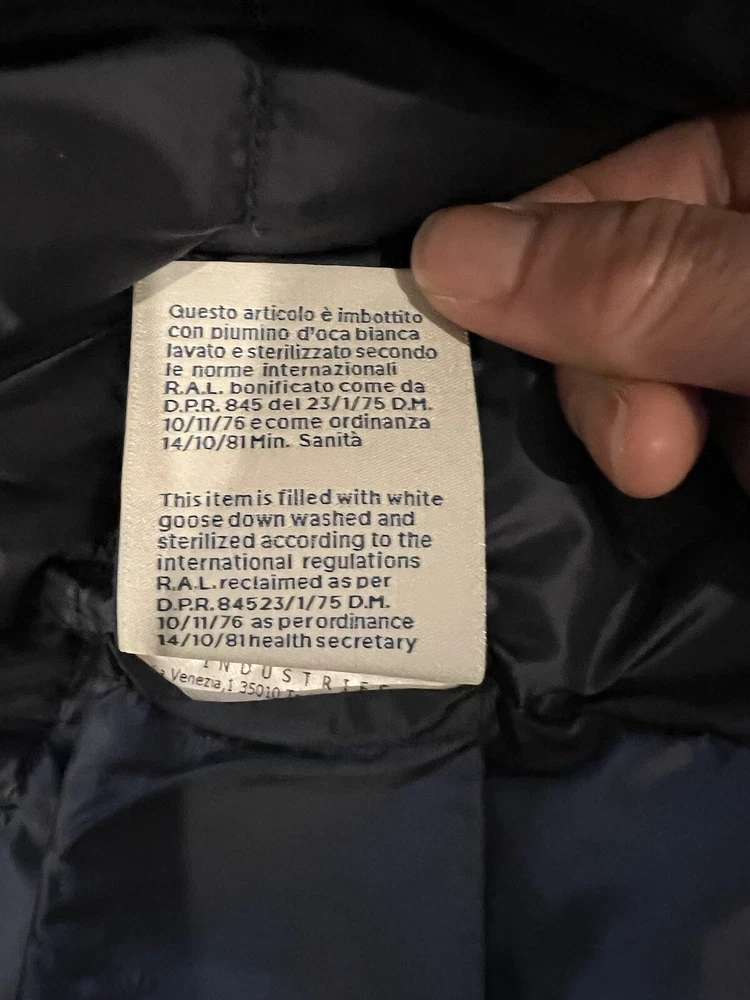 Questo articolo è imbottito
con piumino d'oca bianca
lavato e sterilizzato secondo
le norme internazionali
R.A.L. bonificato come da
D.P.R. 845 del 23/1/75 D.M.
10/11/76 e come ordinanza
14/10/81 Min. Sanità
This item is filled with white
goose down washed and
sterilized according to the
international regulations
R.A.L. reclaimed as per
D.P.R. 84523/1/75 D.M.
10/11/76 as per ordinance
14/10/81 health secretary
INDUSTRIES
Venezia, I 35010